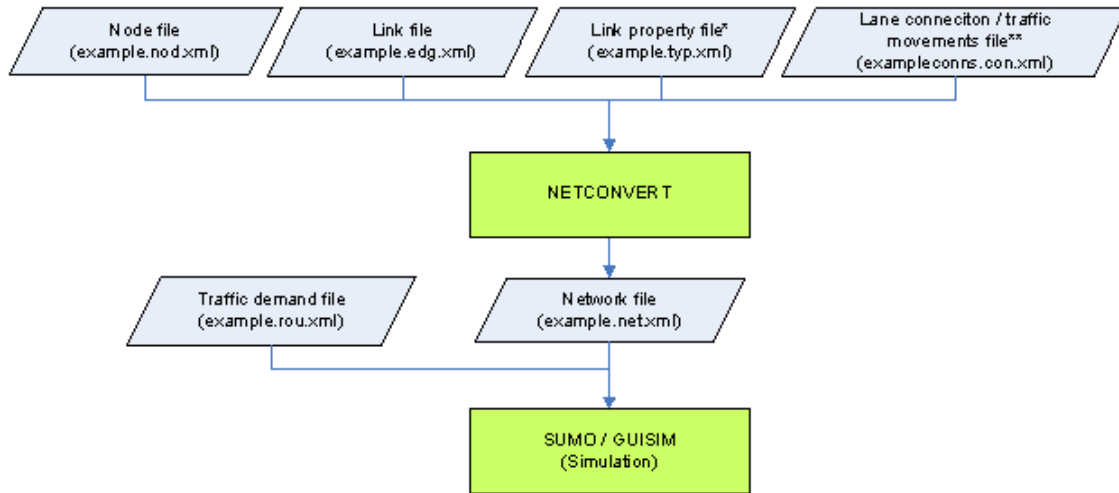 Node file
(example.nod.xml)
Link file
(example.edg.xml)
Link property file*
(example.typ.xml)
Lane conneciton / traffic
movements file**
(exampleconns.con.xml)
NETCONVERT
Traffic demand file
(example.rou.xml)
Network file
(example.net.xml)
SUMO / GUISIM
(Simulation)